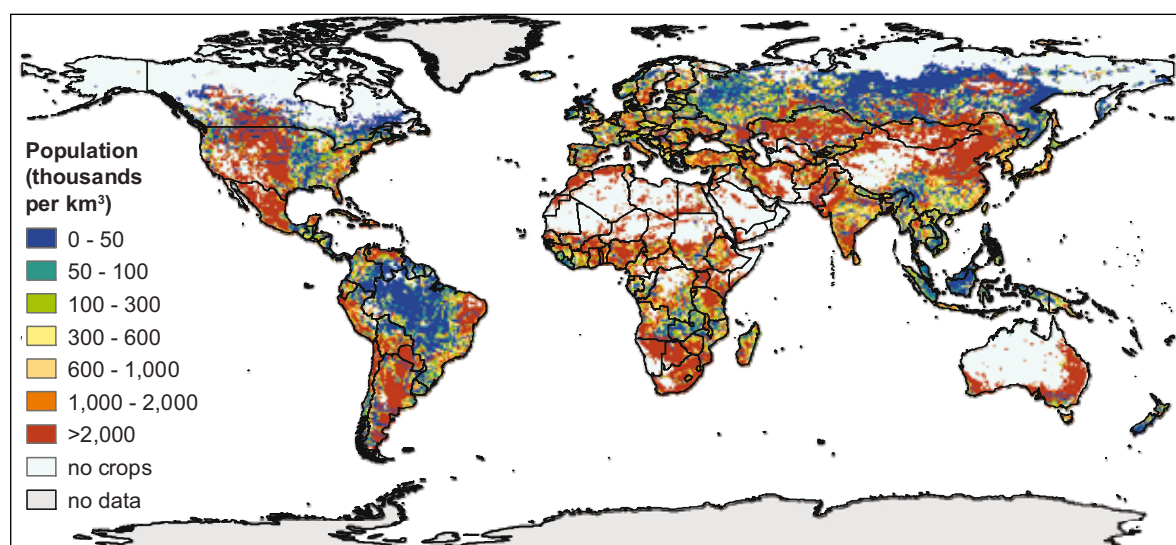 Population
(thousands
per km³)
0 - 50
50 - 100
100 - 300
300 - 600
600 - 1,000
1,000 - 2,000
>2,000
no crops
no data